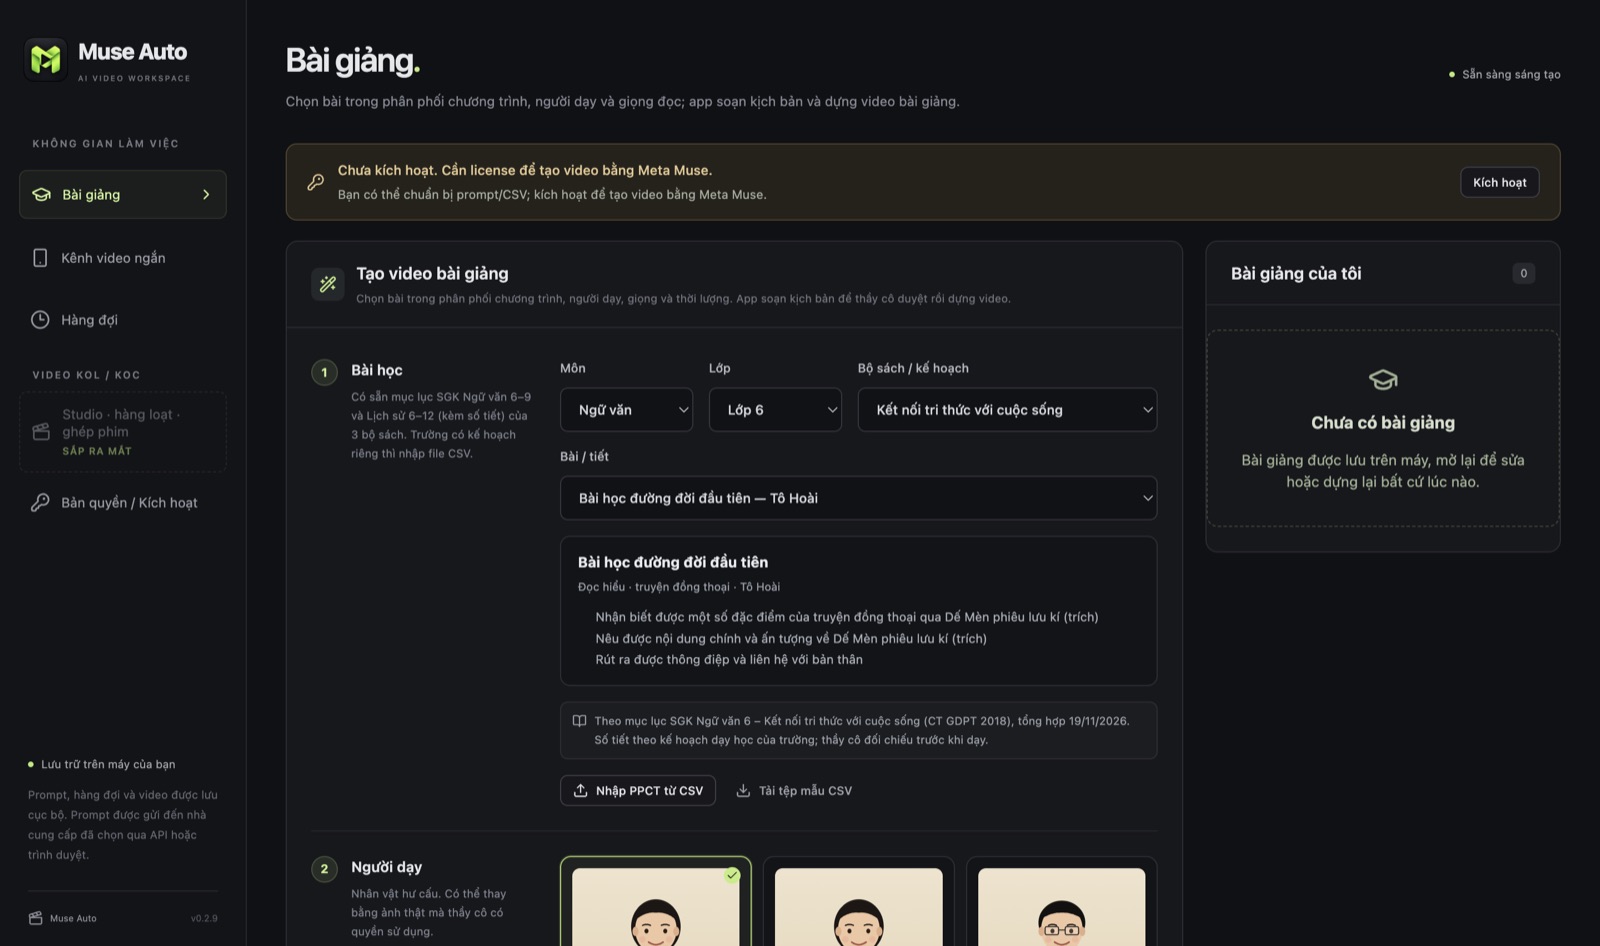 Muse Auto
AI VIDEO WORKSPACE
KHÔNG GIAN LÀM VIỆC
Bài giảng
Kênh video ngắn
Hàng đợi
VIDEO KOL / KOC
Studio · hàng loạt ·
ghép phim
SẮP RA MẮT
Bản quyền / Kích hoạt
Lưu trữ trên máy của bạn
Prompt, hàng đợi và video được lưu
cục bộ. Prompt được gửi đến nhà
cung cấp đã chọn qua API hoặc
trình duyệt.
Muse Auto
v0.2.9
Bài giảng.
Chọn bài trong phân phối chương trình, người dạy và giọng đọc; app soạn kịch bản và dựng video bài giảng.
Sẵn sàng sáng tạo
Chưa kích hoạt. Cần license để tạo video bằng Meta Muse.
Bạn có thể chuẩn bị prompt/CSV; kích hoạt để tạo video bằng Meta Muse.
Kích hoạt
Tạo video bài giảng
Chọn bài trong phân phối chương trình, người dạy, giọng và thời lượng. App soạn kịch bản để thầy cô duyệt rồi dựng video.
1
Bài học
Có sẵn mục lục SGK Ngữ văn 6–9
và Lịch sử 6–12 (kèm số tiết) của
3 bộ sách. Trường có kế hoạch
riêng thì nhập file CSV.
Môn
Lớp
Bộ sách / kế hoạch
Ngữ văn
Lớp 6
Kết nối tri thức với cuộc sống
Bài / tiết
Bài học đường đời đầu tiên — Tô Hoài
Bài học đường đời đầu tiên
Đọc hiểu · truyện đồng thoại · Tô Hoài
Nhận biết được một số đặc điểm của truyện đồng thoại qua Dế Mèn phiêu lưu kí (trích)
Nêu được nội dung chính và ấn tượng về Dế Mèn phiêu lưu kí (trích)
Rút ra được thông điệp và liên hệ với bản thân
Theo mục lục SGK Ngữ văn 6 – Kết nối tri thức với cuộc sống (CT GDPT 2018), tổng hợp 19/11/2026.
Số tiết theo kế hoạch dạy học của trường; thầy cô đối chiếu trước khi dạy.
Nhập PPCT từ CSV
Tải tệp mẫu CSV
2
Người dạy
Nhân vật hư cấu. Có thể thay
bằng ảnh thật mà thầy cô có
quyền sử dụng.
Bài giảng của tôi
0
Chưa có bài giảng
Bài giảng được lưu trên máy, mở lại để sửa
hoặc dựng lại bất cứ lúc nào.